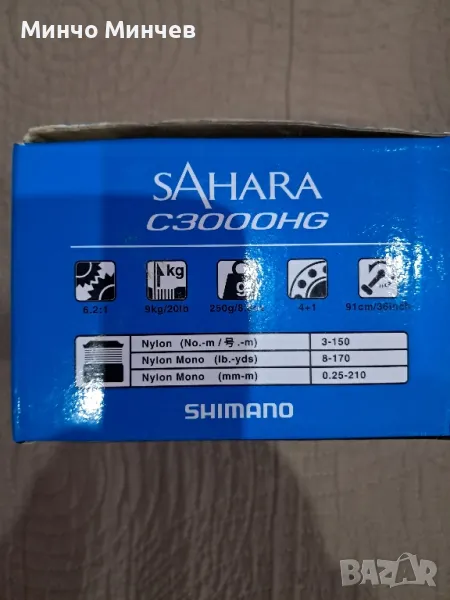 Минчо Минчев
SAHARA
C3000HG
kg
g
6.2:1
9kg/20lb
4+1
91cm/36inch
Nylon (No.-m / 号.-m) 3-150
Nylon Mono (lb.-yds) 8-170
Nylon Mono (mm-m) 0.25-210
SHIMANO
BAZAR